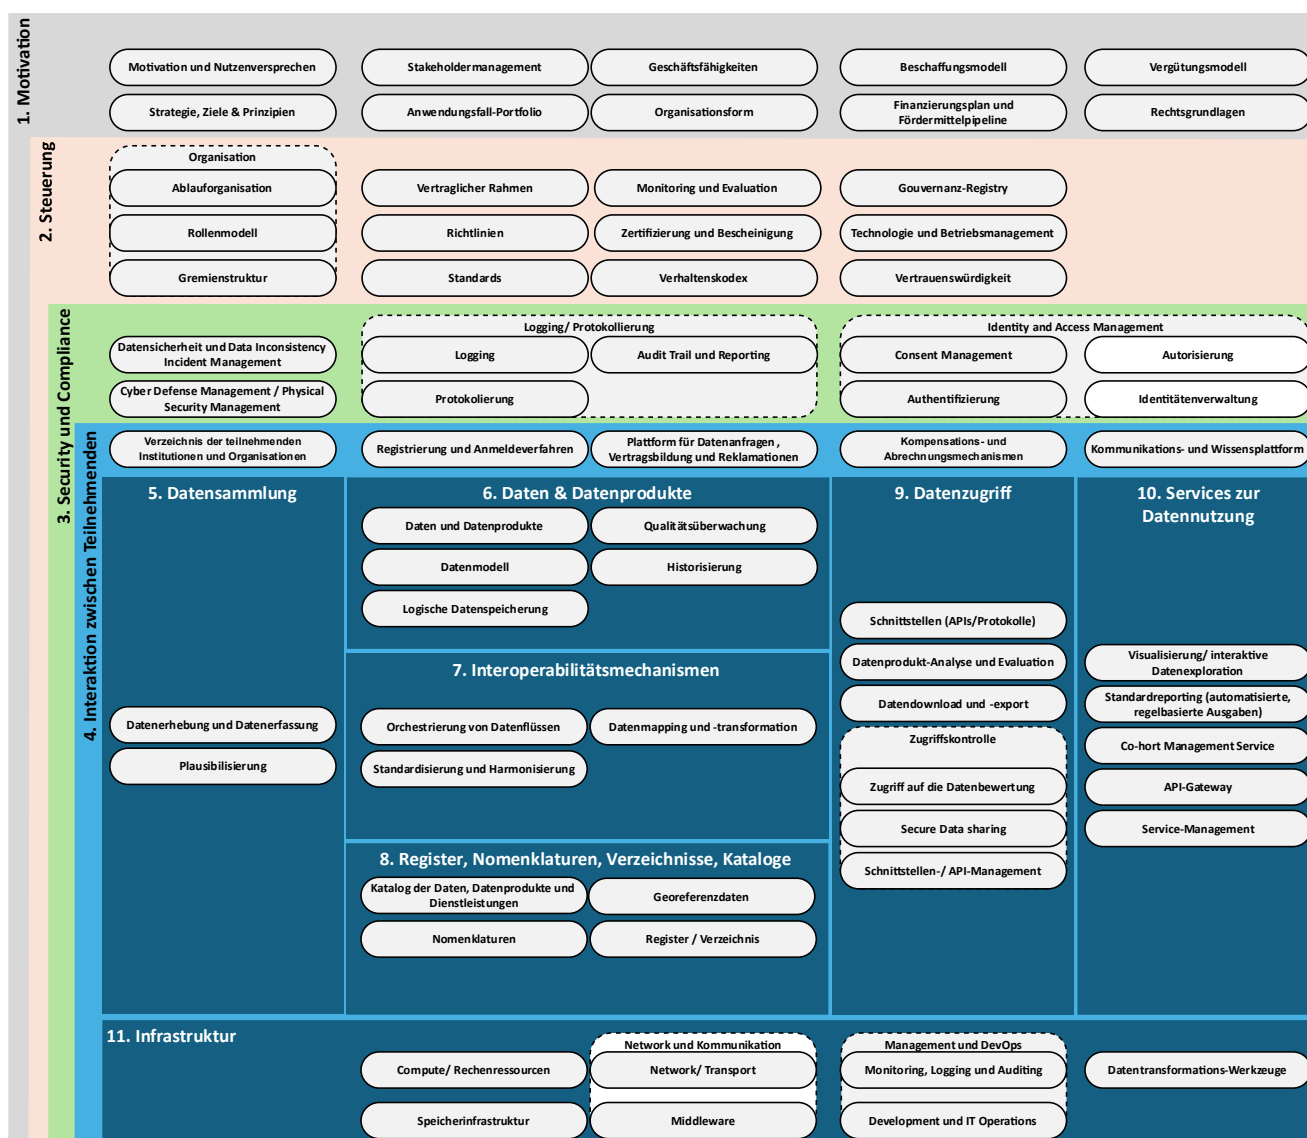 1. Motivation
Motivation und Nutzenversprechen
Stakeholdermanagement
Geschäftsfähigkeiten
Beschaffungsmodell
Vergütungsmodell
Strategie, Ziele & Prinzipien
Anwendungsfall-Portfolio
Organisationsform
Finanzierungsplan und
Fördermittelpipeline
Rechtsgrundlagen
2. Steuerung
Organisation
Ablauforganisation
Vertraglicher Rahmen
Monitoring und Evaluation
Gouvernanz-Registry
Rollenmodell
Richtlinien
Zertifizierung und Bescheinigung
Technologie und Betriebsmanagement
Gremienstruktur
Standards
Verhaltenskodex
Vertrauenswürdigkeit
3. Security und Compliance
Logging/ Protokollierung
Identity and Access Management
Datensicherheit und Data Inconsistency
Incident Management
Logging
Audit Trail und Reporting
Consent Management
Autorisierung
Cyber Defense Management / Physical
Security Management
Protokolierung
Authentifizierung
Identitätenverwaltung
4. Interaktion zwischen Teilnehmenden
Verzeichnis der teilnehmenden
Institutionen und Organisationen
Registrierung und Anmeldeverfahren
Plattform für Datenanfragen ,
Vertragsbildung und Reklamationen
Kompensations- und
Abrechnungsmechanismen
Kommunikations- und Wissensplattform
5. Datensammlung
Datenerhebung und Datenerfassung
Plausibilisierung
6. Daten & Datenprodukte
Daten und Datenprodukte
Qualitätsüberwachung
Datenmodell
Historisierung
Logische Datenspeicherung
7. Interoperabilitätsmechanismen
Orchestrierung von Datenflüssen
Datenmapping und -transformation
Standardisierung und Harmonisierung
8. Register, Nomenklaturen, Verzeichnisse, Kataloge
Katalog der Daten, Datenprodukte und
Dienstleistungen
Georeferenzdaten
Nomenklaturen
Register / Verzeichnis
9. Datenzugriff
Schnittstellen (APIs/Protokolle)
Datenprodukt-Analyse und Evaluation
Datendownload und -export
Zugriffskontrolle
Zugriff auf die Datenbewertung
Secure Data sharing
Schnittstellen-/ API-Management
10. Services zur
Datennutzung
Visualisierung/ interaktive
Datenexploration
Standardreporting (automatisierte,
regelbasierte Ausgaben)
Co-hort Management Service
API-Gateway
Service-Management
11. Infrastruktur
Network und Kommunikation
Management und DevOps
Compute/ Rechenressourcen
Network/ Transport
Monitoring, Logging und Auditing
Datentransformations-Werkzeuge
Speicherinfrastruktur
Middleware
Development und IT Operations